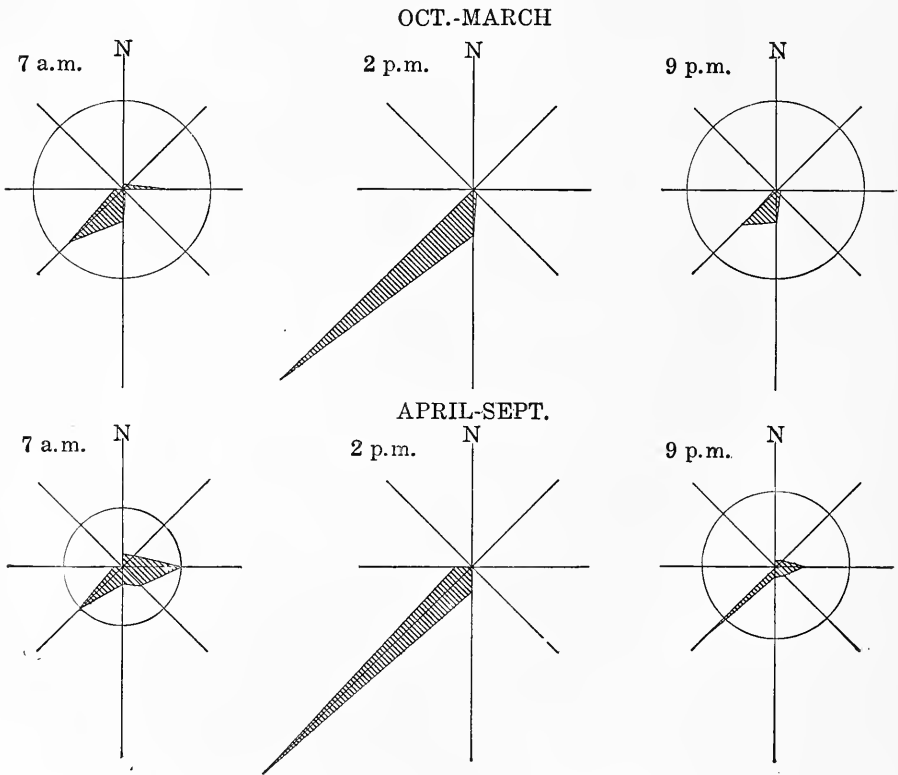 OCT.-MARCH
N
7 a.m.
N
2 p.m.
N
9 p.m.
APRIL-SEPT.
N
7 a.m.
N
2 p.m.
N
9 p.m.